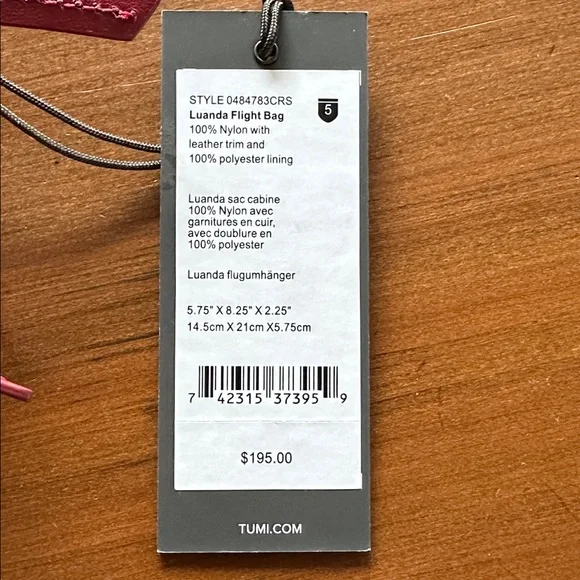 STYLE 0484783CRS
Luanda Flight Bag
5
100% Nylon with
leather trim and
100% polyester lining
Luanda sac cabine
100% Nylon avec
garnitures en cuir,
avec doublure en
100% polyester
Luanda flugumhänger
5.75" X 8.25" X 2.25"
14.5cm X 21cm X5.75cm
7 42315 37395 9
$195.00
TUMI.COM